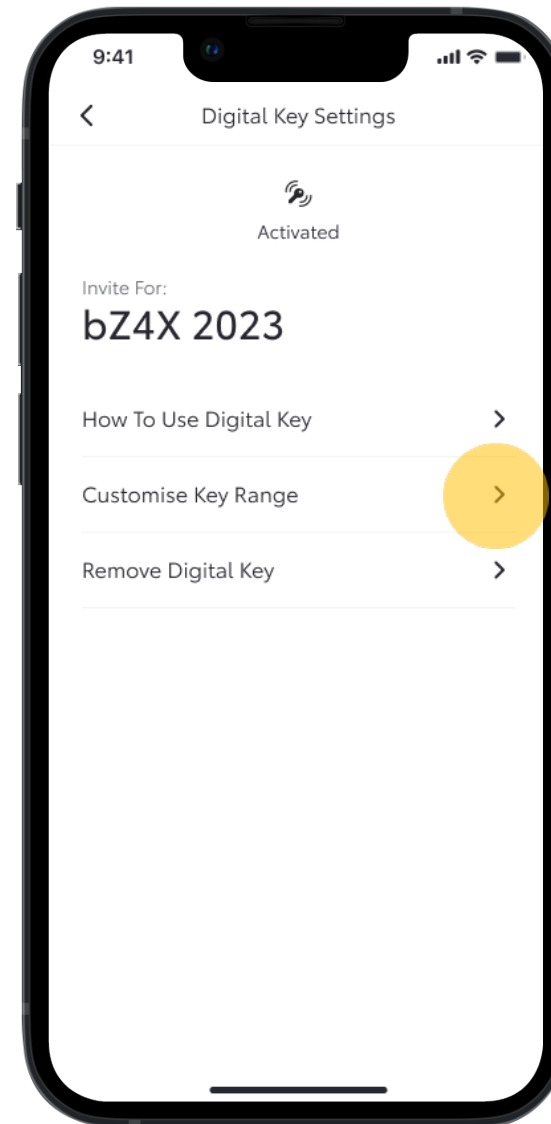 9:41
Digital Key Settings
Activated
Invite For:
bZ4X 2023
How To Use Digital Key
Customise Key Range
Remove Digital Key